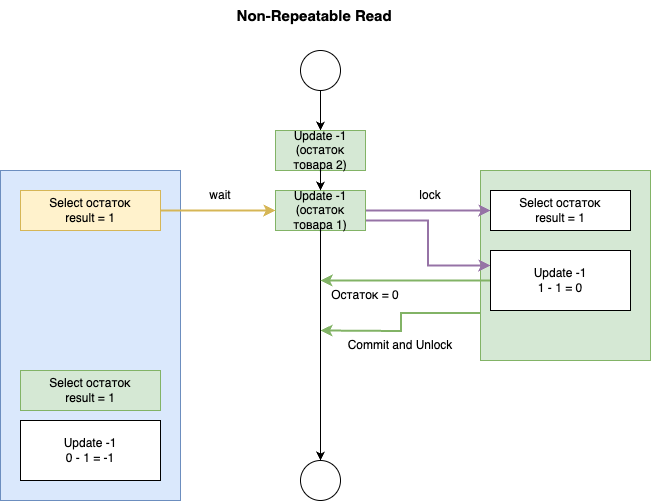 Non-Repeatable Read
Update -1
(остаток
товара 2)
Select остаток
result = 1
wait
Update -1
(остаток
товара 1)
lock
Select остаток
result = 1
Update -1
1 - 1 = 0
Остаток = 0
Commit and Unlock
Select остаток
result = 1
Update -1
0 - 1 = -1